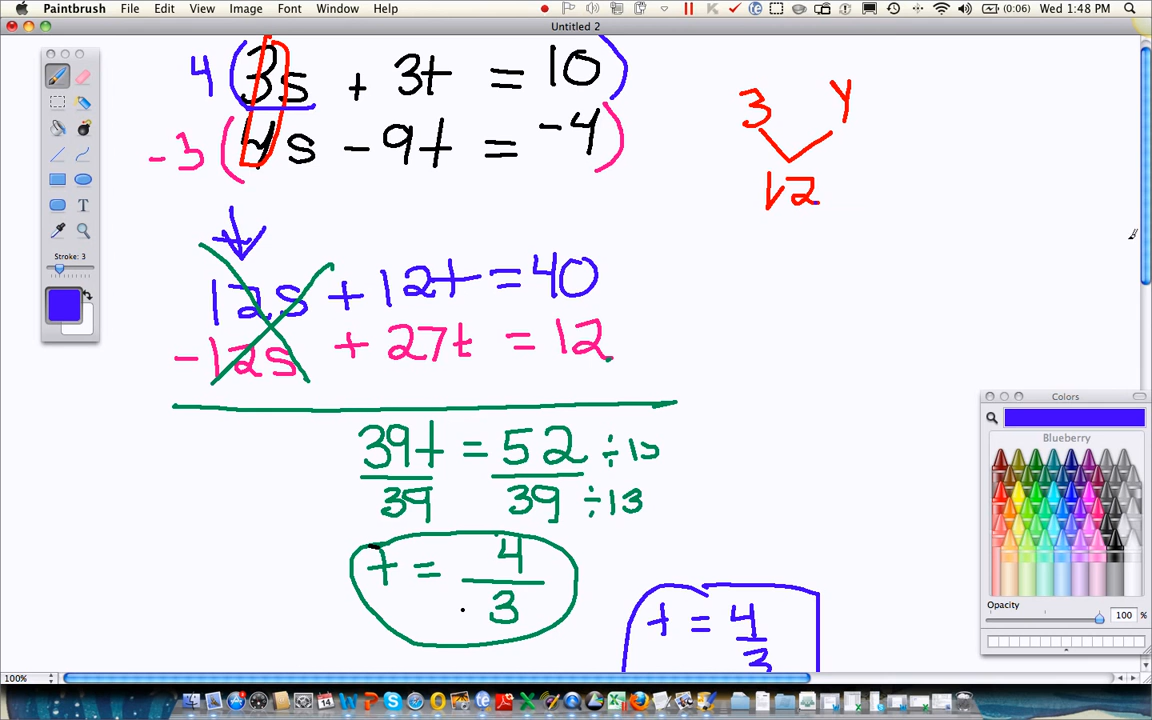 Paintbrush File Edit View Image Font Window Help (0:06) Wed 1:48 PM
Untitled 2
4 (3s + 3t = 10)
-3 (4s - 9t = -4)
3 4
12
12s + 12t = 40
-12s + 27t = 12
39t = 52 ÷13
39 39 ÷13
t = 4
3
t = 4
3
T
Stroke: 3
Colors
Blueberry
Opacity
100 %
100%